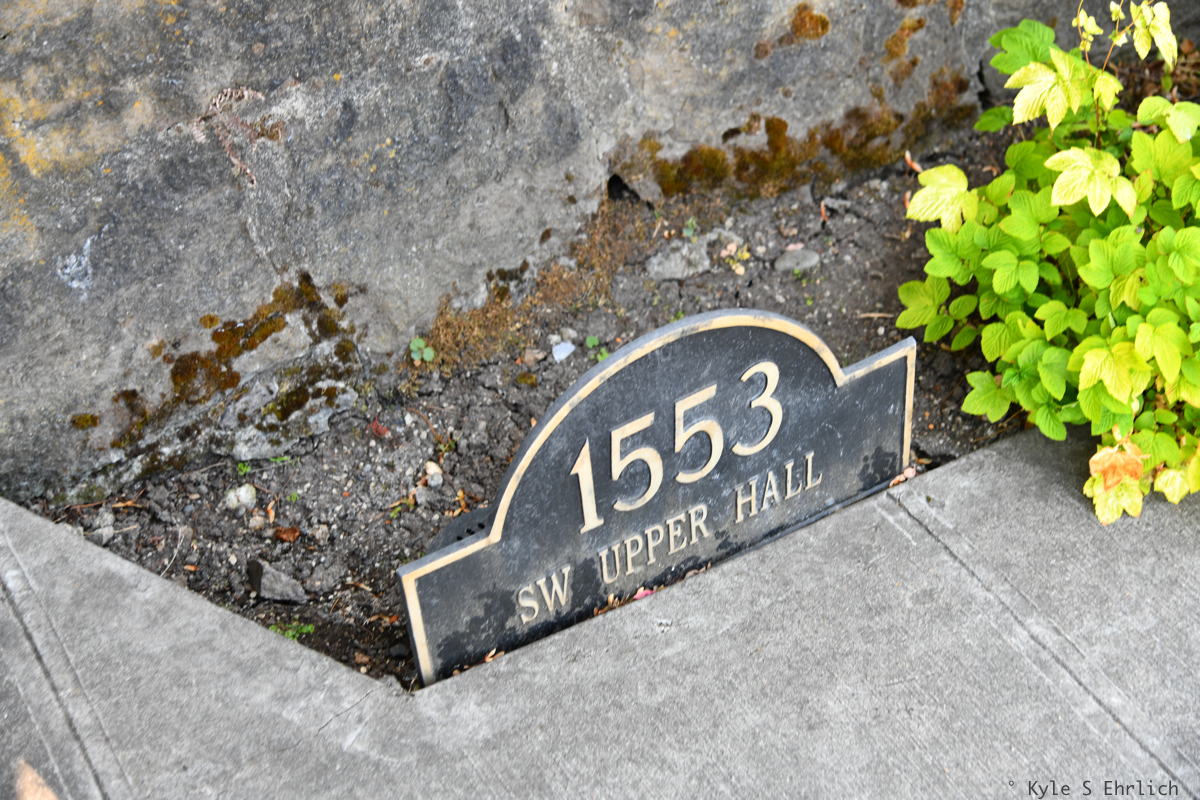 1553
SW UPPER HALL
° Kyle S Ehrlich